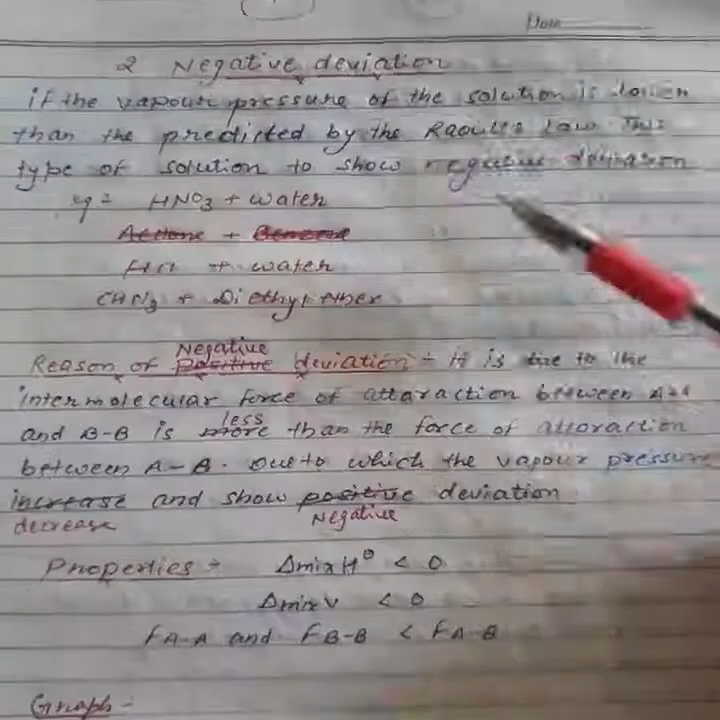 Date
2 Negative deviation
if the vapour pressure of the solution is lower
than the predicted by the Raoult's Law This
type of solution to show negative deviation
eg = HNO3 + water
Acetone + Benzene
HCl + water
CHCl3 + Diethyl ether
Negative
Reason of positive deviation - It is due to the
intermolecular force of attaraction between A-A
less
and B-B is more than the force of attoraction
between A-B. Due to which the vapour pressure
increase and show positive deviation
decrease Negative
Properties ÷ ΔmixH° < 0
Δmix V < 0
FA-A and FB-B < FA-B
Graph -